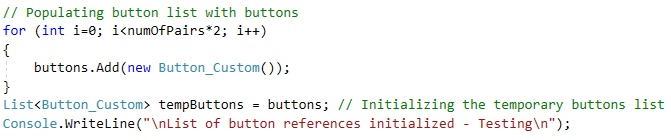 // Populating button list with buttons
for (int i=0; i<numOfPairs*2; i++)
{
    buttons.Add(new Button_Custom());
}
List<Button_Custom> tempButtons = buttons; // Initializing the temporary buttons list
Console.WriteLine("\nList of button references initialized - Testing\n");